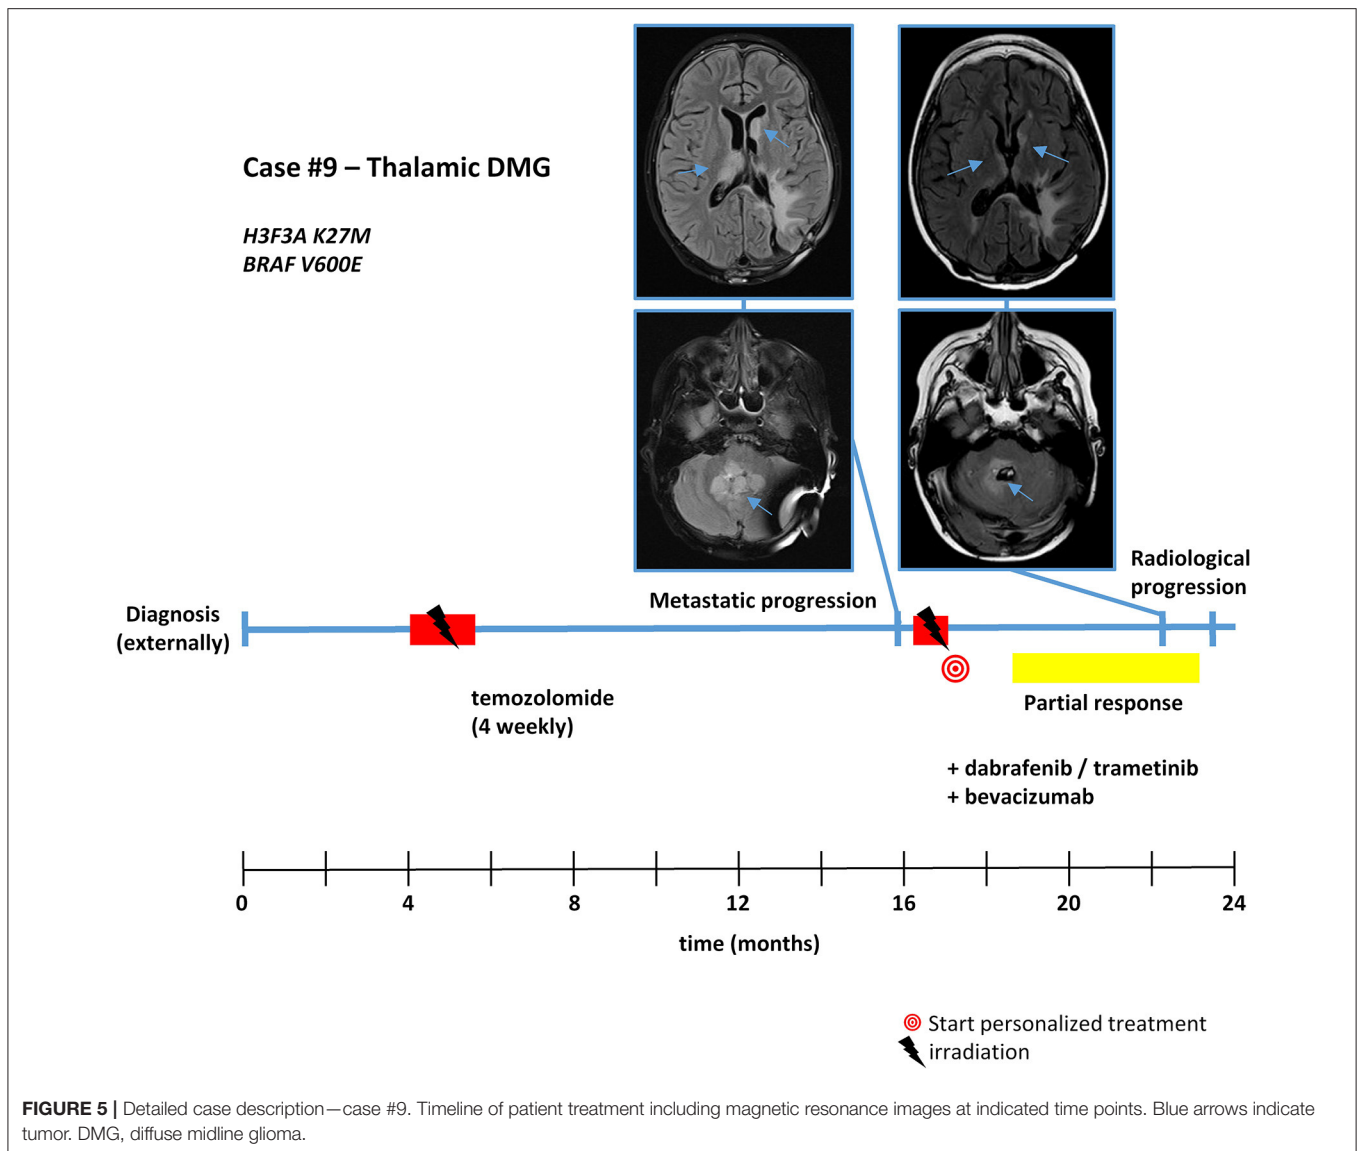 Case #9 – Thalamic DMG
H3F3A K27M
BRAF V600E
Radiological
progression
Metastatic progression
Diagnosis
(externally)
temozolomide
(4 weekly)
Partial response
+ dabrafenib / trametinib
+ bevacizumab
0 4 8 12 16 20 24
time (months)
Start personalized treatment
irradiation
FIGURE 5 | Detailed case description—case #9. Timeline of patient treatment including magnetic resonance images at indicated time points. Blue arrows indicate
tumor. DMG, diffuse midline glioma.